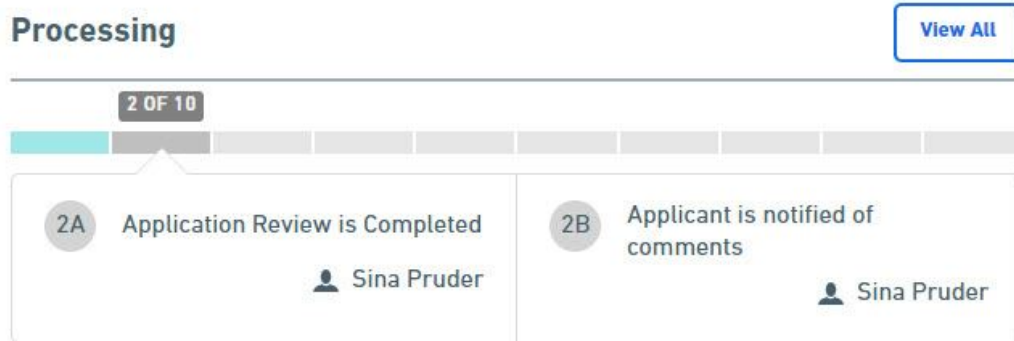 Processing
View All
2 OF 10
2A
Application Review is Completed
Sina Pruder
2B
Applicant is notified of
comments
Sina Pruder